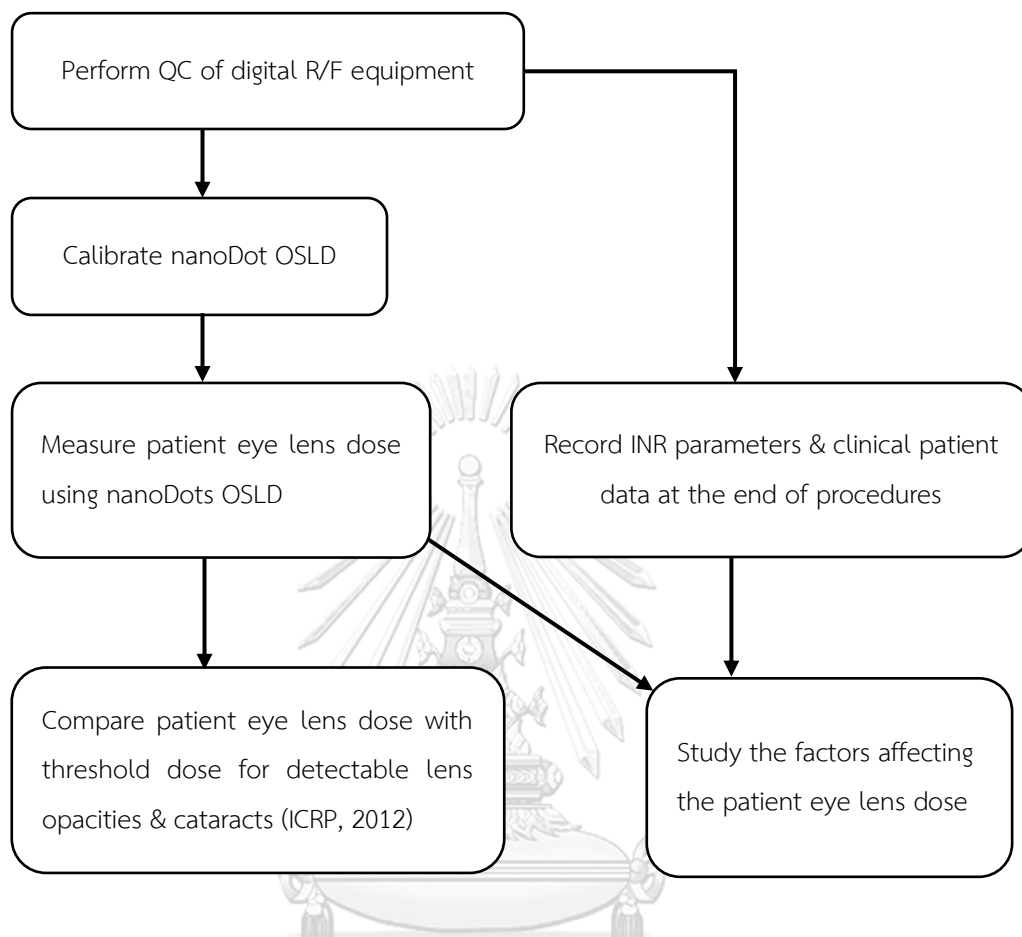 Perform QC of digital R/F equipment
Calibrate nanoDot OSLD
Measure patient eye lens dose
using nanoDots OSLD
Record INR parameters & clinical patient
data at the end of procedures
Compare patient eye lens dose with
threshold dose for detectable lens
opacities & cataracts (ICRP, 2012)
Study the factors affecting
the patient eye lens dose